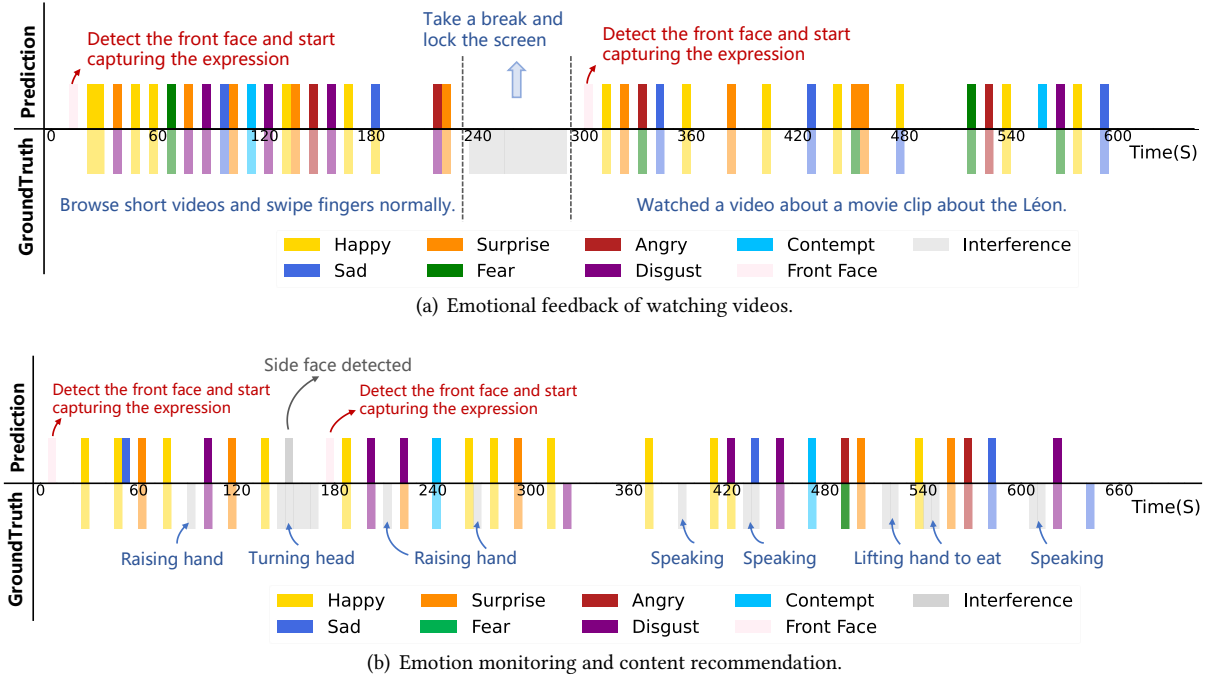 Take a break and
lock the screen
Detect the front face and start
capturing the expression
Detect the front face and start
capturing the expression
Prediction
GroundTruth
0 60 120 180 240 300 360 420 480 540 600
Time(S)
Browse short videos and swipe fingers normally.
Watched a video about a movie clip about the Léon.
Happy Surprise Angry Contempt Interference
Sad Fear Disgust Front Face
(a) Emotional feedback of watching videos.
Side face detected
Detect the front face and start
capturing the expression
Detect the front face and start
capturing the expression
Prediction
GroundTruth
0 60 120 180 240 300 360 420 480 540 600 660
Time(S)
Raising hand Turning head Raising hand Speaking Speaking Lifting hand to eat Speaking
Happy Surprise Angry Contempt Interference
Sad Fear Disgust Front Face
(b) Emotion monitoring and content recommendation.